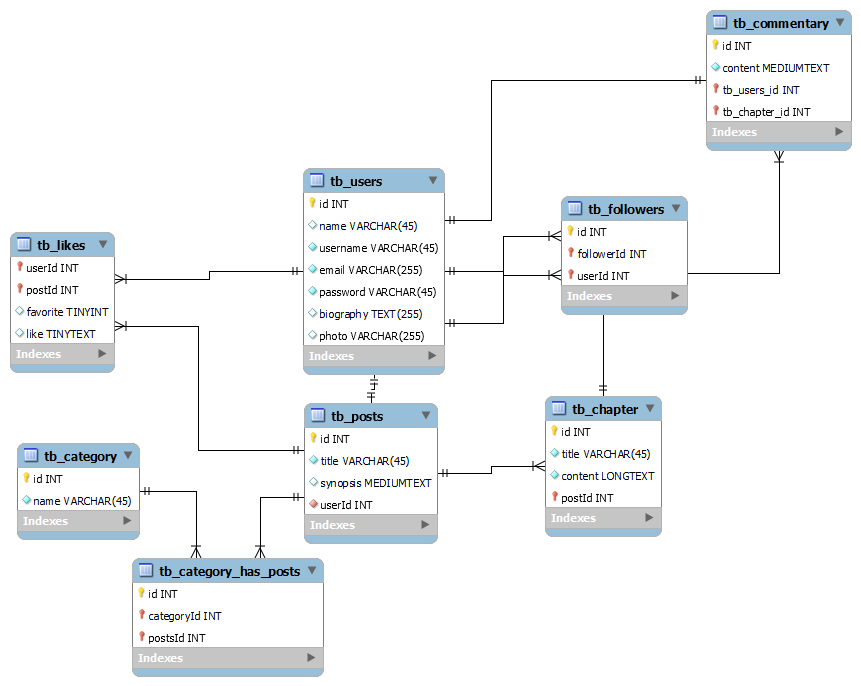 tb_commentary
id INT
content MEDIUMTEXT
tb_users_id INT
tb_chapter_id INT
Indexes
tb_users
id INT
name VARCHAR(45)
username VARCHAR(45)
email VARCHAR(255)
password VARCHAR(45)
biography TEXT(255)
photo VARCHAR(255)
Indexes
tb_followers
id INT
followerId INT
userId INT
Indexes
tb_likes
userId INT
postId INT
favorite TINYINT
like TINYTEXT
Indexes
tb_posts
id INT
title VARCHAR(45)
synopsis MEDIUMTEXT
userId INT
Indexes
tb_chapter
id INT
title VARCHAR(45)
content LONGTEXT
postId INT
Indexes
tb_category
id INT
name VARCHAR(45)
Indexes
tb_category_has_posts
id INT
categoryId INT
postsId INT
Indexes